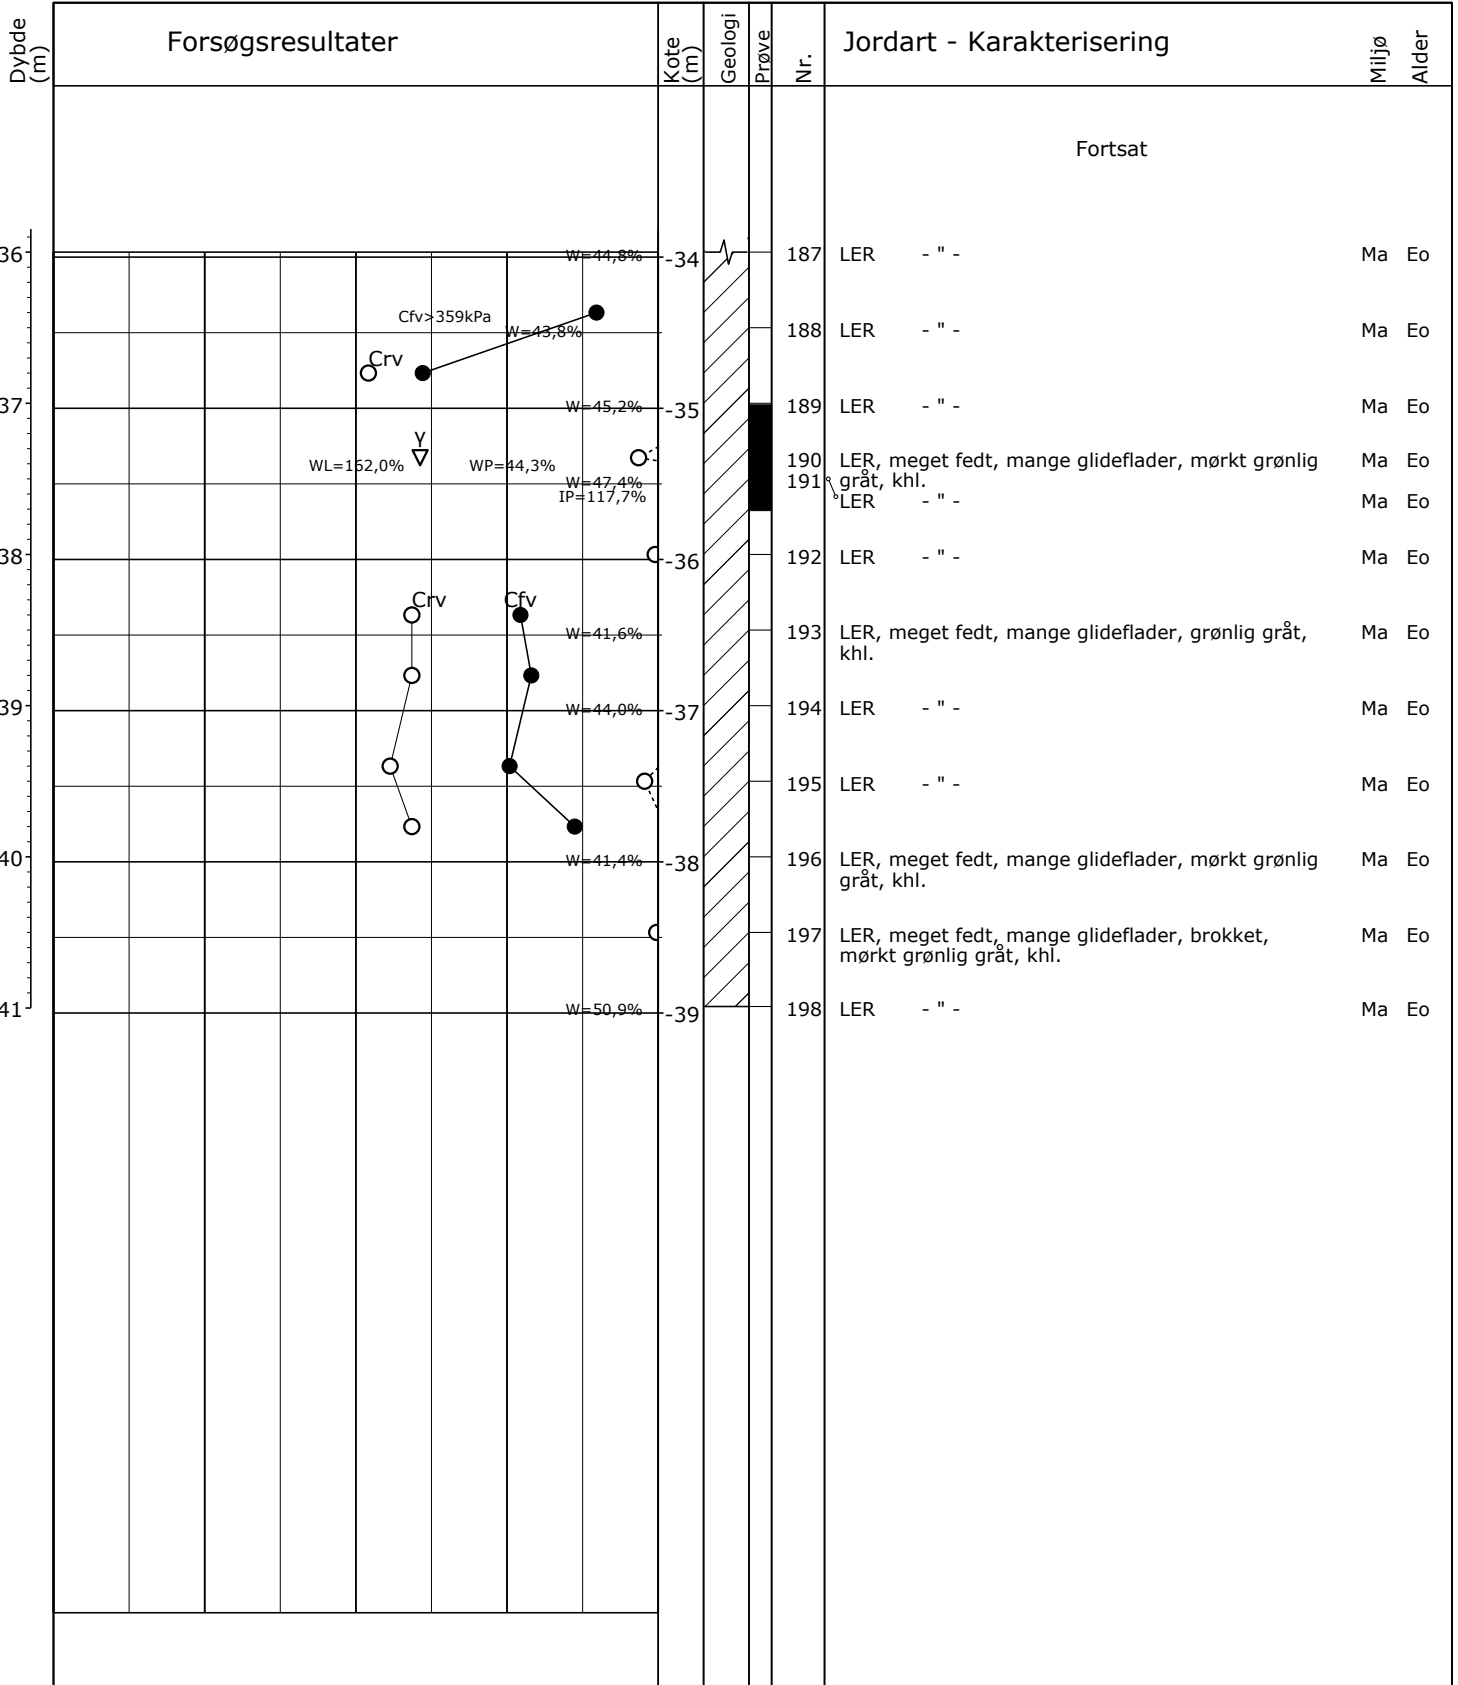 Dybde (m)
Forsøgsresultater
Kote (m)
Geologi
Prøve
Nr.
Jordart - Karakterisering
Miljø
Alder
Fortsat
36
W=44,8%
-34
187 LER - " - Ma Eo
Cfv>359kPa
W=43,8%
188 LER - " - Ma Eo
Crv
37
W=45,2%
-35
189 LER - " - Ma Eo
γ
WL=162,0%
WP=44,3%
190 LER, meget fedt, mange glideflader, mørkt grønlig Ma Eo
gråt, khl.
W=47,4%
IP=117,7%
191 LER - " - Ma Eo
38
-36
192 LER - " - Ma Eo
Crv
Cfv
W=41,6%
193 LER, meget fedt, mange glideflader, grønlig gråt, Ma Eo
khl.
39
W=44,0%
-37
194 LER - " - Ma Eo
195 LER - " - Ma Eo
40
W=41,4%
-38
196 LER, meget fedt, mange glideflader, mørkt grønlig Ma Eo
gråt, khl.
197 LER, meget fedt, mange glideflader, brokket, Ma Eo
mørkt grønlig gråt, khl.
41
W=50,9%
-39
198 LER - " - Ma Eo